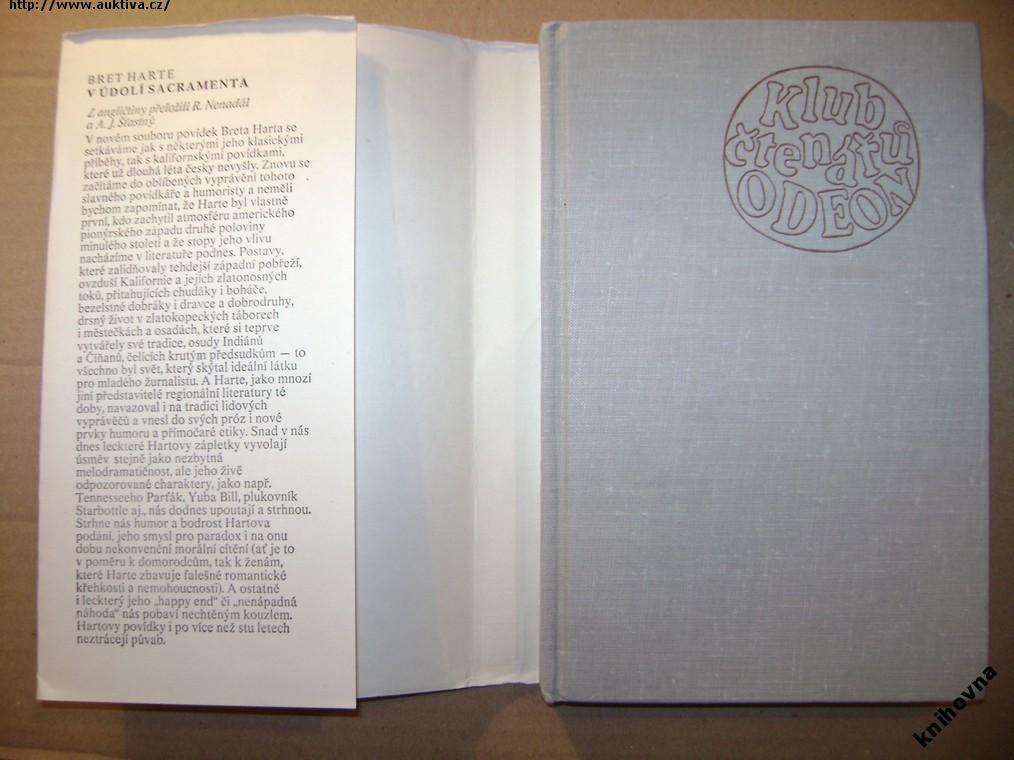 http://www.auktiva.cz/
BRET HARTE
V ÚDOLÍ SACRAMENTA
Z angličtiny přeložili R. Nenadál
a A. J. Šťastný
V novém souboru povídek Breta Harta se
setkáváme jak s některými jeho klasickými
příběhy, tak s kalifornskými povídkami,
které už dlouhá léta česky nevyšly. Znovu se
začítáme do oblíbených vyprávění tohoto
slavného povídkáře a humoristy a neměli
bychom zapomínat, že Harte byl vlastně
první, kdo zachytil atmosféru amerického
pionýrského západu druhé poloviny
minulého století a že stopy jeho vlivu
nacházíme v literatuře podnes. Postavy,
které zalidňovaly tehdejší západní pobřeží,
ovzduší Kalifornie a jejích zlatonosných
toků, přitahujících chudáky i boháče,
bezelstné dobráky i dravce a dobrodruhy,
drsný život v zlatokopeckých táborech
i městečkách a osadách, které si teprve
vytvářely své tradice, osudy Indiánů
a Číňanů, čelících krutým předsudkům — to
všechno byl svět, který skýtal ideální látku
pro mladého žurnalistu. A Harte, jako mnozí
jiní představitelé regionální literatury té
doby, navazoval i na tradici lidových
vyprávěčů a vnesl do svých próz i nové
prvky humoru a přímočaré etiky. Snad v nás
dnes leckteré Hartovy zápletky vyvolají
úsměv stejně jako nezbytná
melodramatičnost, ale jeho živě
odpozorované charaktery, jako např.
Tennesseeho Parťák, Yuba Bill, plukovník
Starbottle aj., nás dodnes upoutají a strhnou.
Strhne nás humor a bodrost Hartova
podání, jeho smysl pro paradox i na onu
dobu nekonvenční morální cítění (ať je to
v poměru k domorodcům, tak k ženám,
které Harte zbavuje falešné romantické
křehkosti a nemohoucnosti). A ostatně
i leckterý jeho „happy end“ či „nenápadná
náhoda“ nás pobaví nechtěným kouzlem.
Hartovy povídky i po více než stu letech
neztrácejí půvab.
Klub
čtenářů
ODEON
knihovna